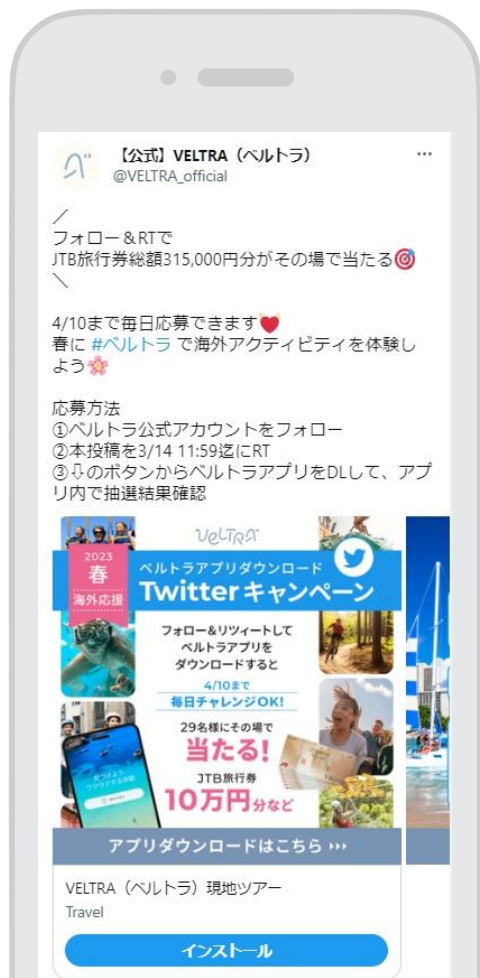 【公式】VELTRA（ベルトラ）
@VELTRA_official
／
フォロー＆RTで
JTB旅行券総額315,000円分がその場で当たる🎯
＼
4/10まで毎日応募できます💓
春に #ベルトラ で海外アクティビティを体験し
よう🌸
応募方法
①ベルトラ公式アカウントをフォロー
②本投稿を3/14 11:59迄にRT
③⇩のボタンからベルトラアプリをDLして、アプ
リ内で抽選結果確認
VELTRA
2023
春
海外応援
ベルトラアプリダウンロード
Twitterキャンペーン
フォロー&リツィートして
ベルトラアプリを
ダウンロードすると
4/10まで
毎日チャレンジOK!
29名様にその場で
当たる!
JTB旅行券
10万円分など
見つけよう
ワクワクする体験
アプリダウンロードはこちら ›››
VELTRA（ベルトラ）現地ツアー
Travel
インストール